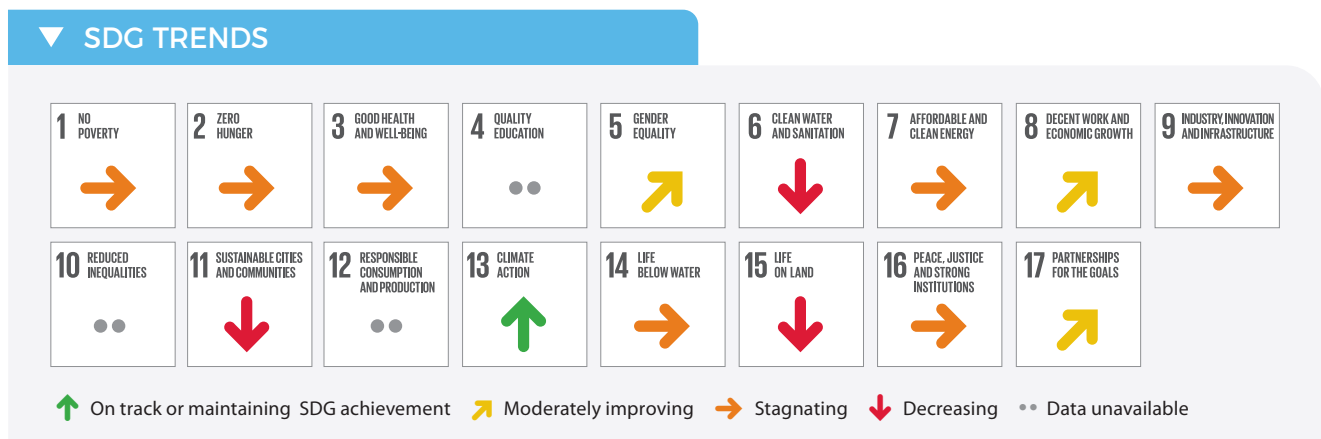 SDG TRENDS
1 NO POVERTY
2 ZERO HUNGER
3 GOOD HEALTH AND WELL-BEING
4 QUALITY EDUCATION
5 GENDER EQUALITY
6 CLEAN WATER AND SANITATION
7 AFFORDABLE AND CLEAN ENERGY
8 DECENT WORK AND ECONOMIC GROWTH
9 INDUSTRY, INNOVATION AND INFRASTRUCTURE
10 REDUCED INEQUALITIES
11 SUSTAINABLE CITIES AND COMMUNITIES
12 RESPONSIBLE CONSUMPTION AND PRODUCTION
13 CLIMATE ACTION
14 LIFE BELOW WATER
15 LIFE ON LAND
16 PEACE, JUSTICE AND STRONG INSTITUTIONS
17 PARTNERSHIPS FOR THE GOALS
On track or maintaining SDG achievement Moderately improving Stagnating Decreasing Data unavailable